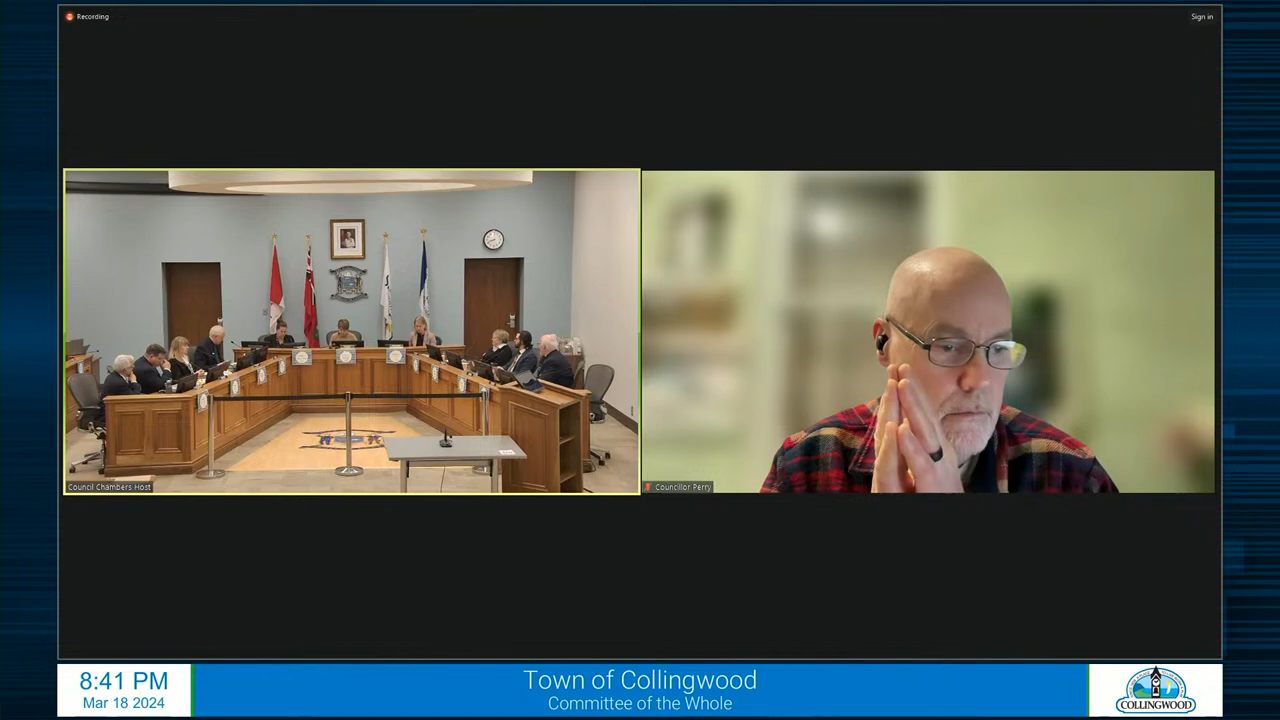 Recording
Sign in
Council Chambers Host
Councillor Perry
8:41 PM
Mar 18 2024
Town of Collingwood
Committee of the Whole
COLLINGWOOD